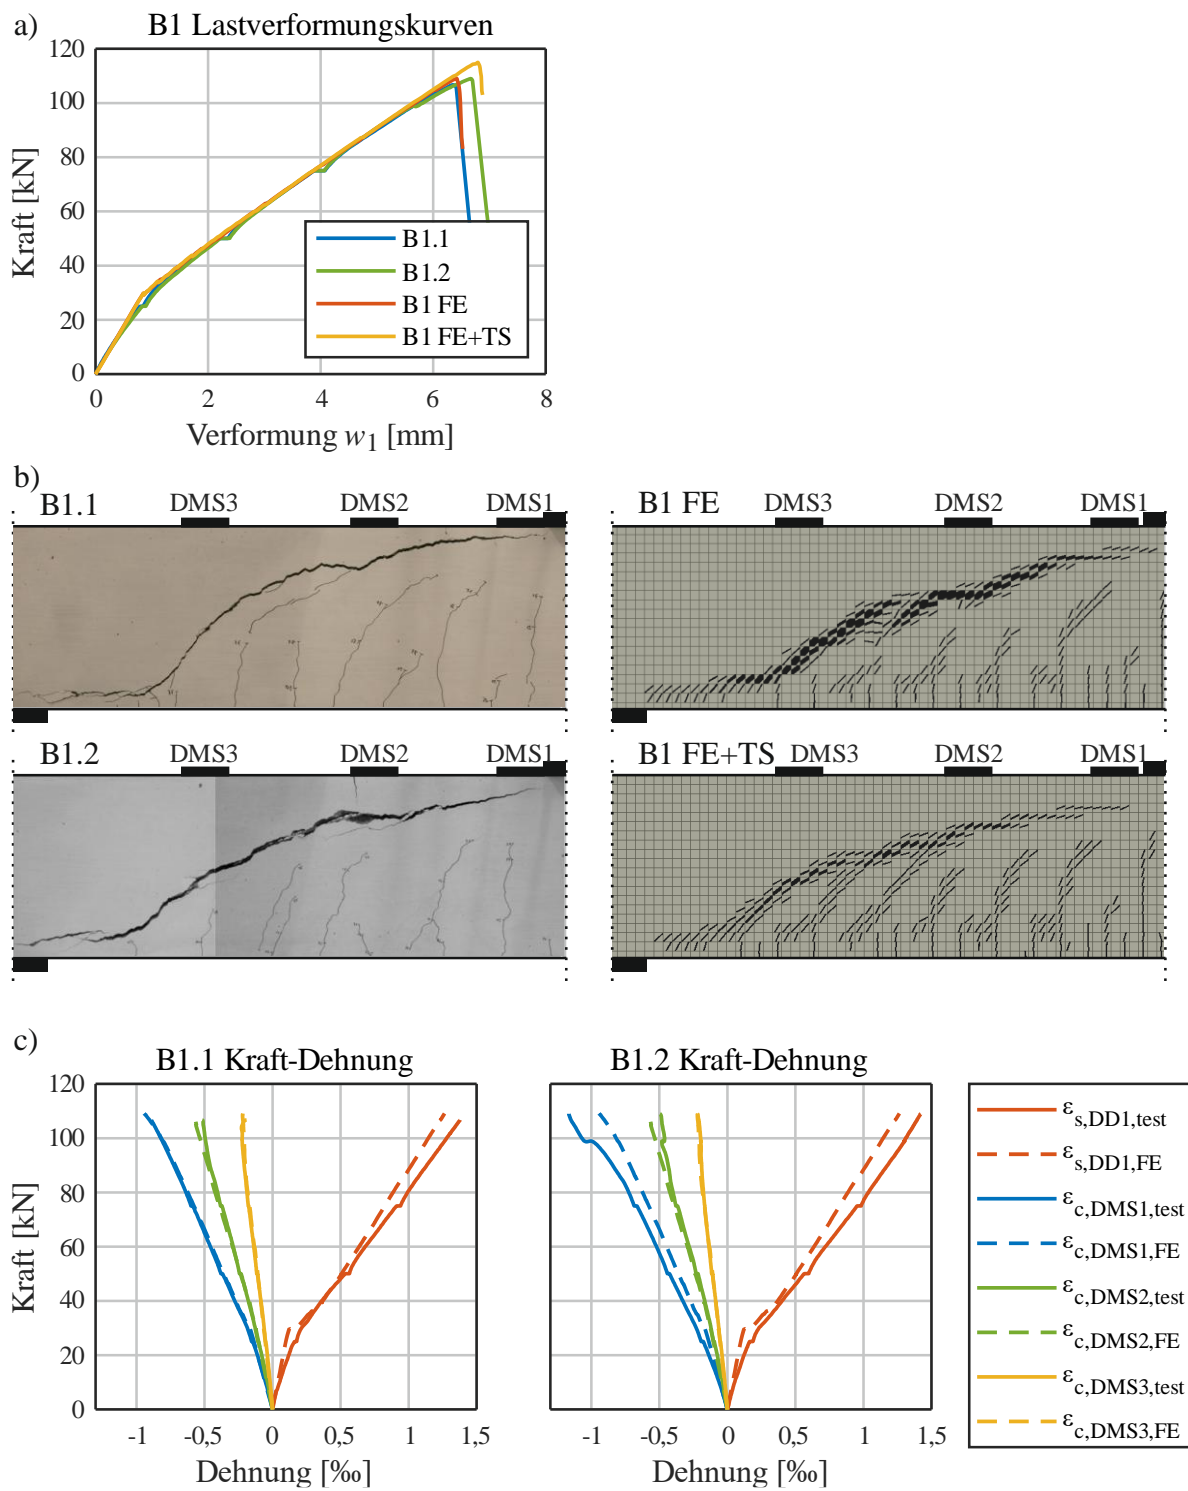 a)
B1 Lastverformungskurven
120
100
80
60
40
20
0
Kraft [kN]
B1.1
B1.2
B1 FE
B1 FE+TS
0 2 4 6 8
Verformung w1 [mm]
b)
B1.1 DMS3 DMS2 DMS1
B1 FE DMS3 DMS2 DMS1
B1.2 DMS3 DMS2 DMS1
B1 FE+TS DMS3 DMS2 DMS1
c)
B1.1 Kraft-Dehnung
120
100
80
60
40
20
0
Kraft [kN]
-1 -0,5 0 0,5 1 1,5
Dehnung [‰]
B1.2 Kraft-Dehnung
-1 -0,5 0 0,5 1 1,5
Dehnung [‰]
εs,DD1,test
εs,DD1,FE
εc,DMS1,test
εc,DMS1,FE
εc,DMS2,test
εc,DMS2,FE
εc,DMS3,test
εc,DMS3,FE